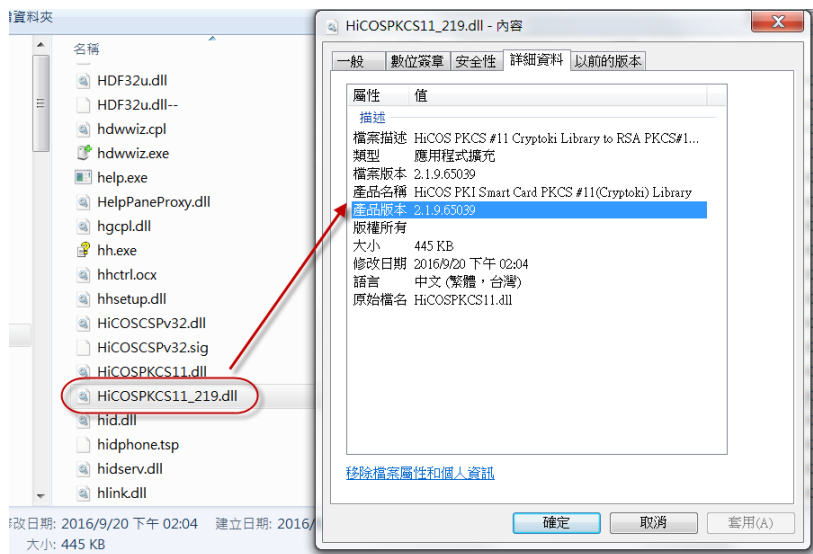 資料夾
名稱
HDF32u.dll
HDF32u.dll--
hdwwiz.cpl
hdwwiz.exe
help.exe
HelpPaneProxy.dll
hgcpl.dll
hh.exe
hhctrl.ocx
hhsetup.dll
HiCOSCSPv32.dll
HiCOSCSPv32.sig
HiCOSPKCS11.dll
HiCOSPKCS11_219.dll
hid.dll
hidphone.tsp
hidserv.dll
hlink.dll
修改日期: 2016/9/20 下午 02:04 建立日期: 2016/
大小: 445 KB
HiCOSPKCS11_219.dll - 內容
一般 數位簽章 安全性 詳細資料 以前的版本
屬性 值
描述
檔案描述 HiCOS PKCS #11 Cryptoki Library to RSA PKCS#1...
類型 應用程式擴充
檔案版本 2.1.9.65039
產品名稱 HiCOS PKI Smart Card PKCS #11(Cryptoki) Library
產品版本 2.1.9.65039
版權所有
大小 445 KB
修改日期 2016/9/20 下午 02:04
語言 中文 (繁體，台灣)
原始檔名 HiCOSPKCS11.dll
移除檔案屬性和個人資訊
確定 取消 套用(A)